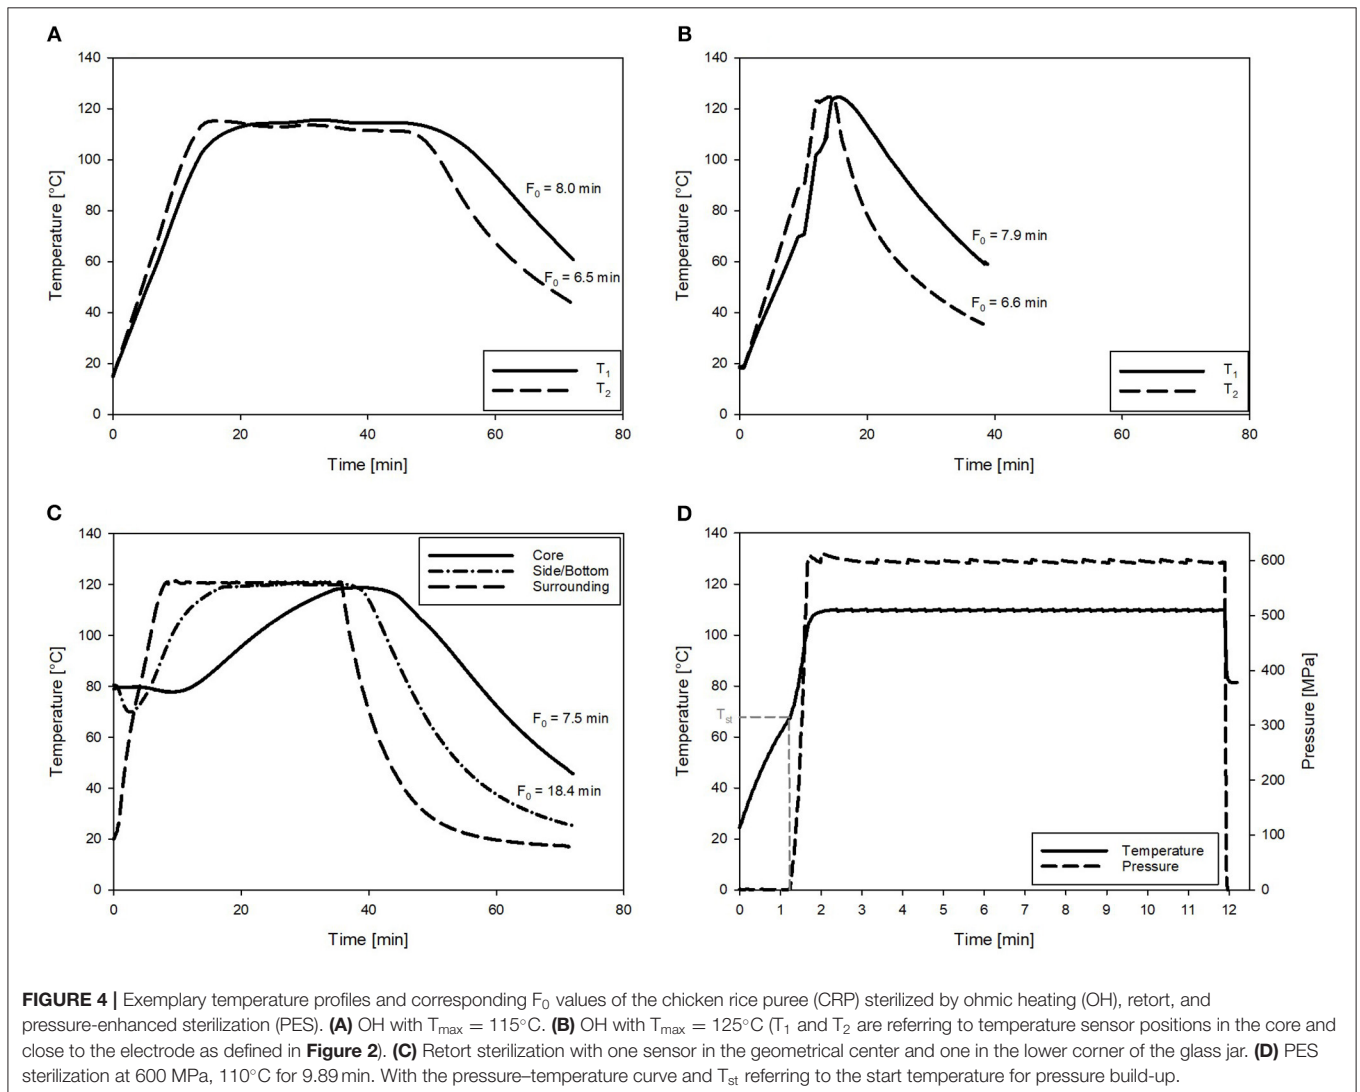 A
140
120
100
80
60
40
20
0
Temperature [°C]
F0 = 8.0 min
F0 = 6.5 min
T1
T2
0 20 40 60 80
Time [min]
B
140
120
100
80
60
40
20
0
Temperature [°C]
F0 = 7.9 min
F0 = 6.6 min
T1
T2
0 20 40 60 80
Time [min]
C
140
120
100
80
60
40
20
0
Temperature [°C]
Core
Side/Bottom
Surrounding
F0 = 7.5 min
F0 = 18.4 min
0 20 40 60 80
Time [min]
D
140
120
100
80
60
40
20
0
Temperature [°C]
Tst
600
500
400
300
200
100
0
Pressure [MPa]
Temperature
Pressure
0 1 2 3 4 5 6 7 8 9 10 11 12
Time [min]
FIGURE 4 | Exemplary temperature profiles and corresponding F0 values of the chicken rice puree (CRP) sterilized by ohmic heating (OH), retort, and
pressure-enhanced sterilization (PES). (A) OH with Tmax = 115°C. (B) OH with Tmax = 125°C (T1 and T2 are referring to temperature sensor positions in the core and
close to the electrode as defined in Figure 2). (C) Retort sterilization with one sensor in the geometrical center and one in the lower corner of the glass jar. (D) PES
sterilization at 600 MPa, 110°C for 9.89 min. With the pressure–temperature curve and Tst referring to the start temperature for pressure build-up.